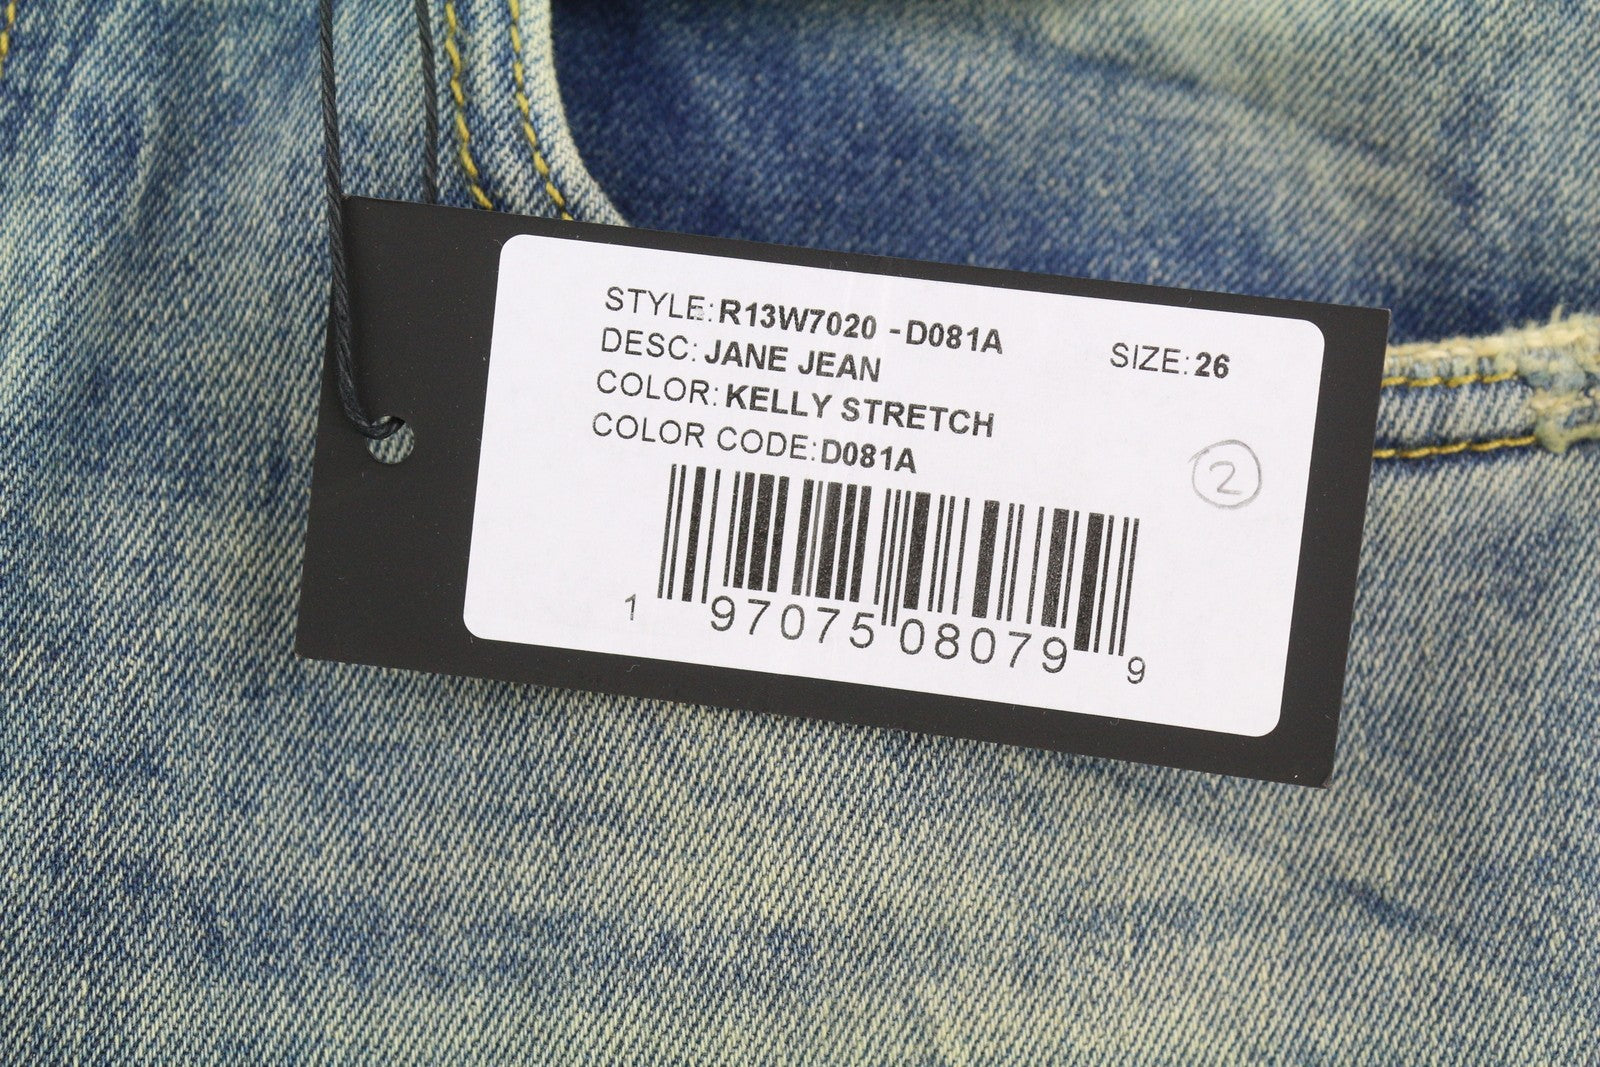 STYLE: R13W7020 - D081A
SIZE: 26
DESC: JANE JEAN
COLOR: KELLY STRETCH
COLOR CODE: D081A
2
1 97075 08079 9